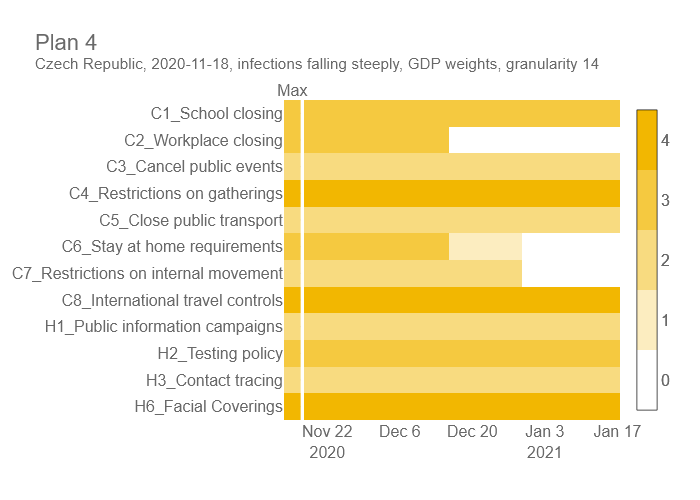 Plan 4
Czech Republic, 2020-11-18, infections falling steeply, GDP weights, granularity 14
Max
C1_School closing
C2_Workplace closing
C3_Cancel public events
C4_Restrictions on gatherings
C5_Close public transport
C6_Stay at home requirements
C7_Restrictions on internal movement
C8_International travel controls
H1_Public information campaigns
H2_Testing policy
H3_Contact tracing
H6_Facial Coverings
4
3
2
1
0
Nov 22 Dec 6 Dec 20 Jan 3 Jan 17
2020 2021